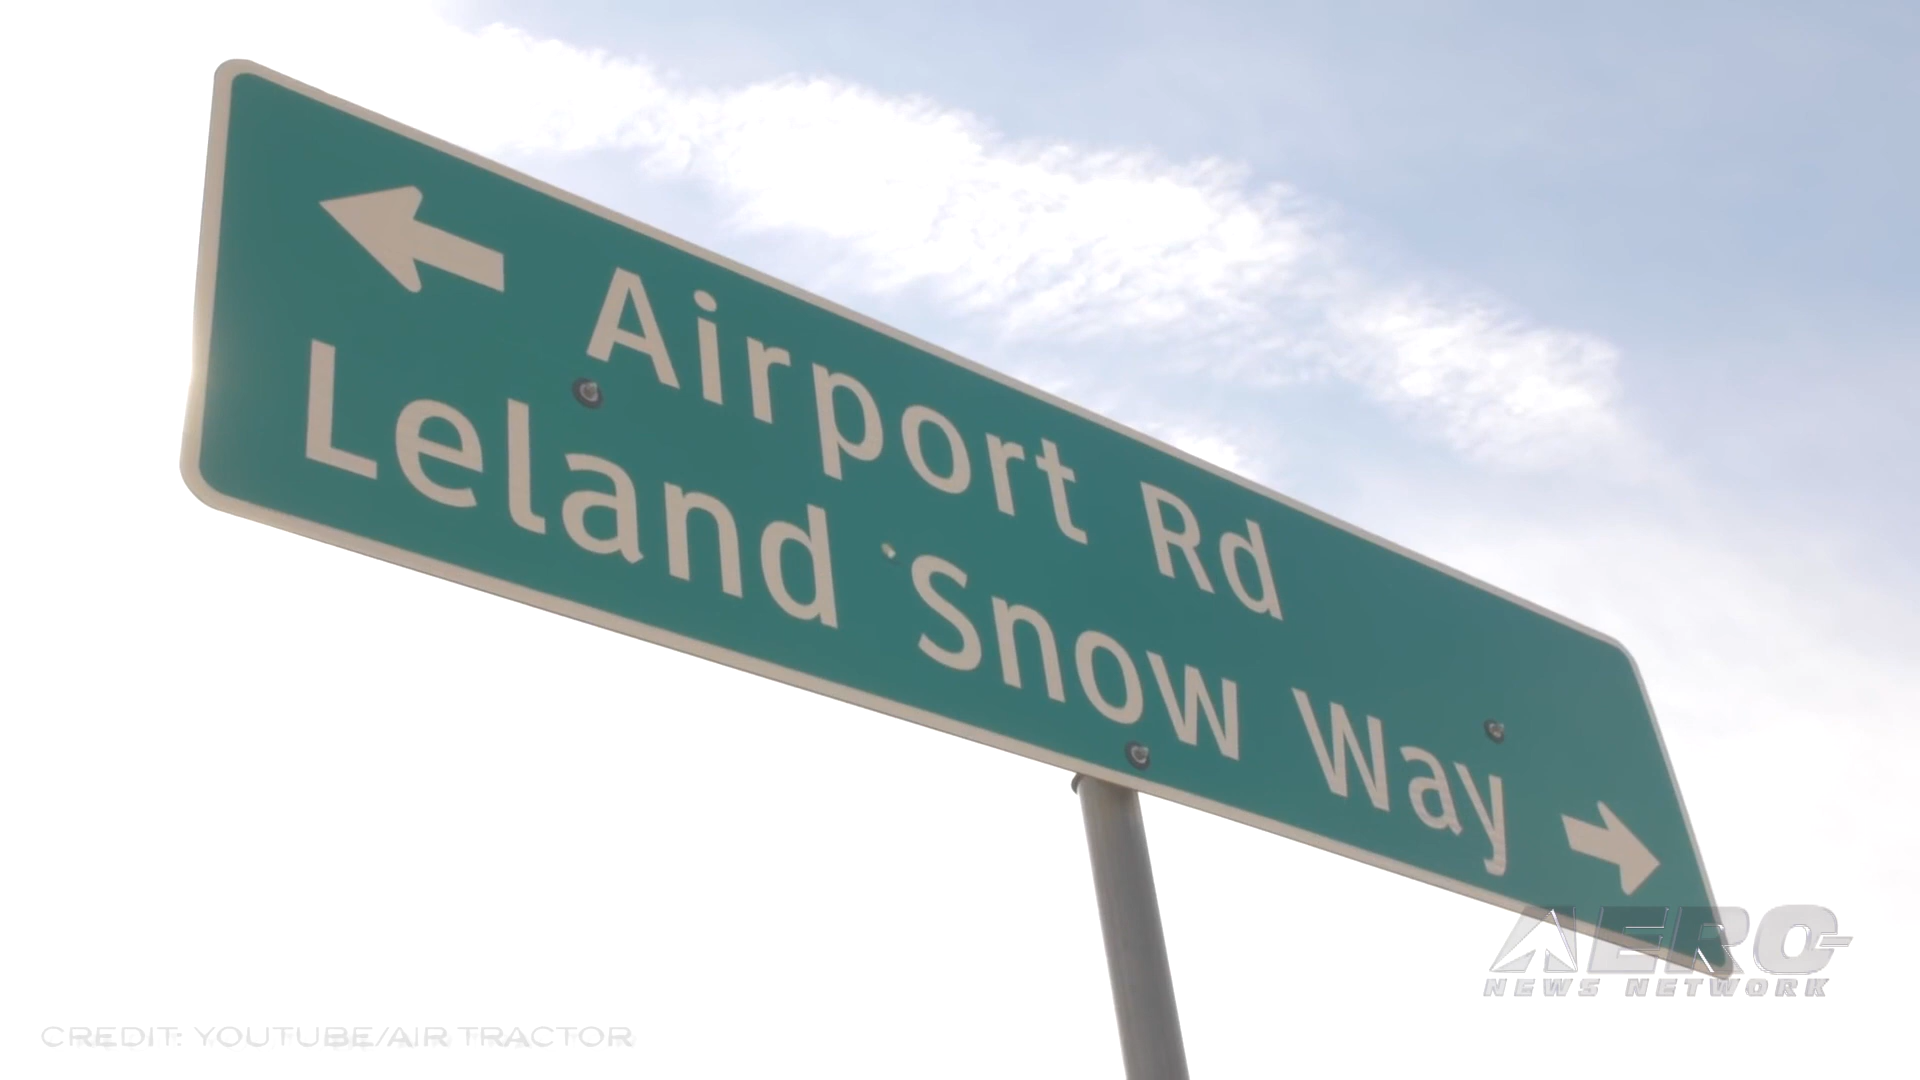 Airport Rd
Leland Snow Way
AERO-
NEWS NETWORK
CREDIT: YOUTUBE/AIR TRACTOR